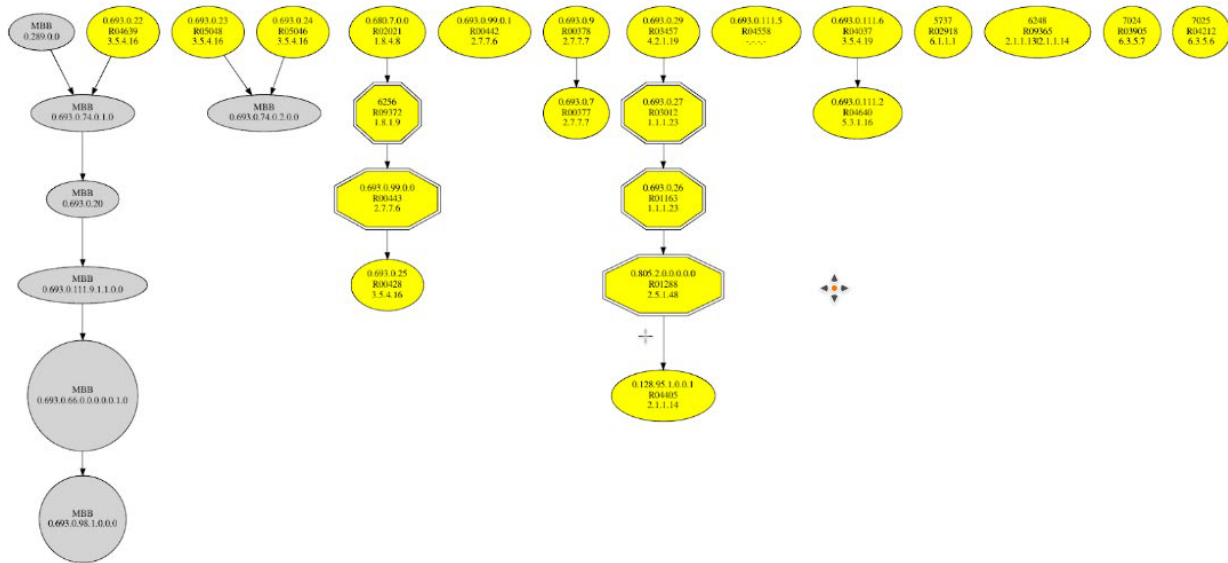 MBB
0.289.0.0
0.693.0.22
R04639
3.5.4.16
0.693.0.23
R05048
3.5.4.16
0.693.0.24
R05046
3.5.4.16
0.680.7.0.0
R02021
1.8.4.8
0.693.0.99.0.1
R00442
2.7.7.6
0.693.0.9
R00378
2.7.7.7
0.693.0.29
R03457
4.2.1.19
0.693.0.111.5
R04558
-.-.-.-
0.693.0.111.6
R04037
3.5.4.19
5737
R02918
6.1.1.1
6248
R09365
2.1.1.13|2.1.1.14
7024
R03905
6.3.5.7
7025
R04212
6.3.5.6
MBB
0.693.0.74.0.1.0
MBB
0.693.0.74.0.2.0.0
6256
R09372
1.8.1.9
0.693.0.7
R00377
2.7.7.7
0.693.0.27
R03012
1.1.1.23
0.693.0.111.2
R04640
5.3.1.16
MBB
0.693.0.20
0.693.0.99.0.0
R00443
2.7.7.6
0.693.0.26
R01163
1.1.1.23
MBB
0.693.0.111.9.1.1.0.0
0.693.0.25
R00428
3.5.4.16
0.805.2.0.0.0.0.0
R01288
2.5.1.48
MBB
0.693.0.66.0.0.0.0.0.1.0
0.128.95.1.0.0.1
R04405
2.1.1.14
MBB
0.693.0.98.1.0.0.0